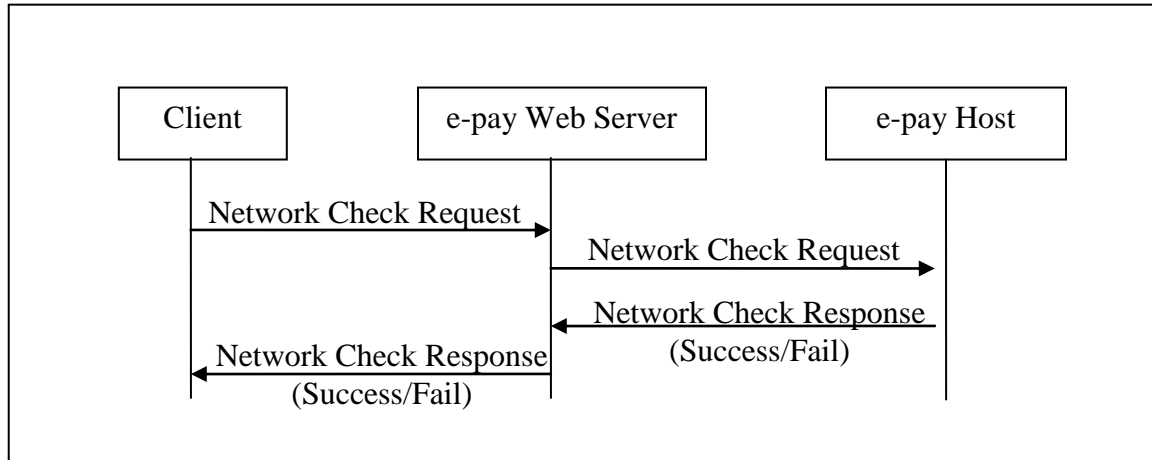 Client
e-pay Web Server
e-pay Host
Network Check Request
Network Check Request
Network Check Response
(Success/Fail)
Network Check Response
(Success/Fail)